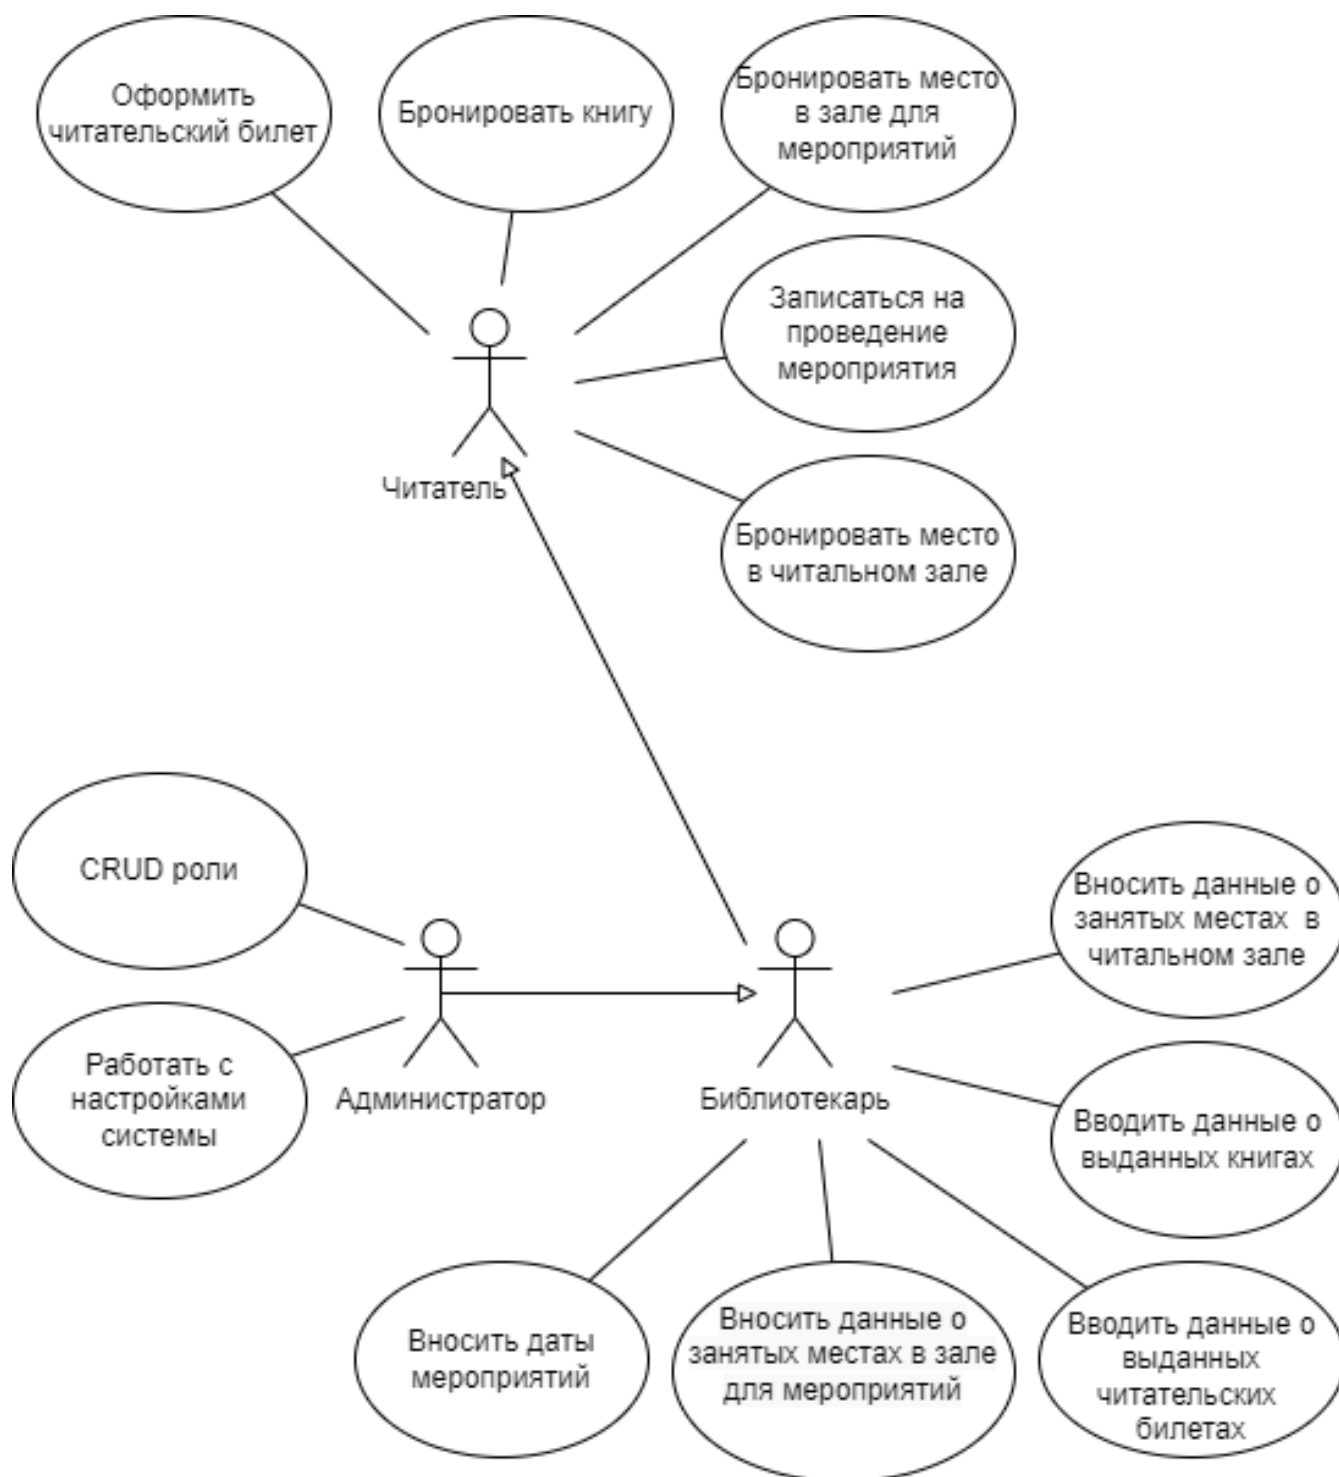 Оформить
читательский билет
Бронировать книгу
Бронировать место
в зале для
мероприятий
Записаться на
проведение
мероприятия
Читатель
Бронировать место
в читальном зале
CRUD роли
Вносить данные о
занятых местах в
читальном зале
Работать с
настройками
системы
Администратор
Библиотекарь
Вводить данные о
выданных книгах
Вносить даты
мероприятий
Вносить данные о
занятых местах в зале
для мероприятий
Вводить данные о
выданных
читательских
билетах